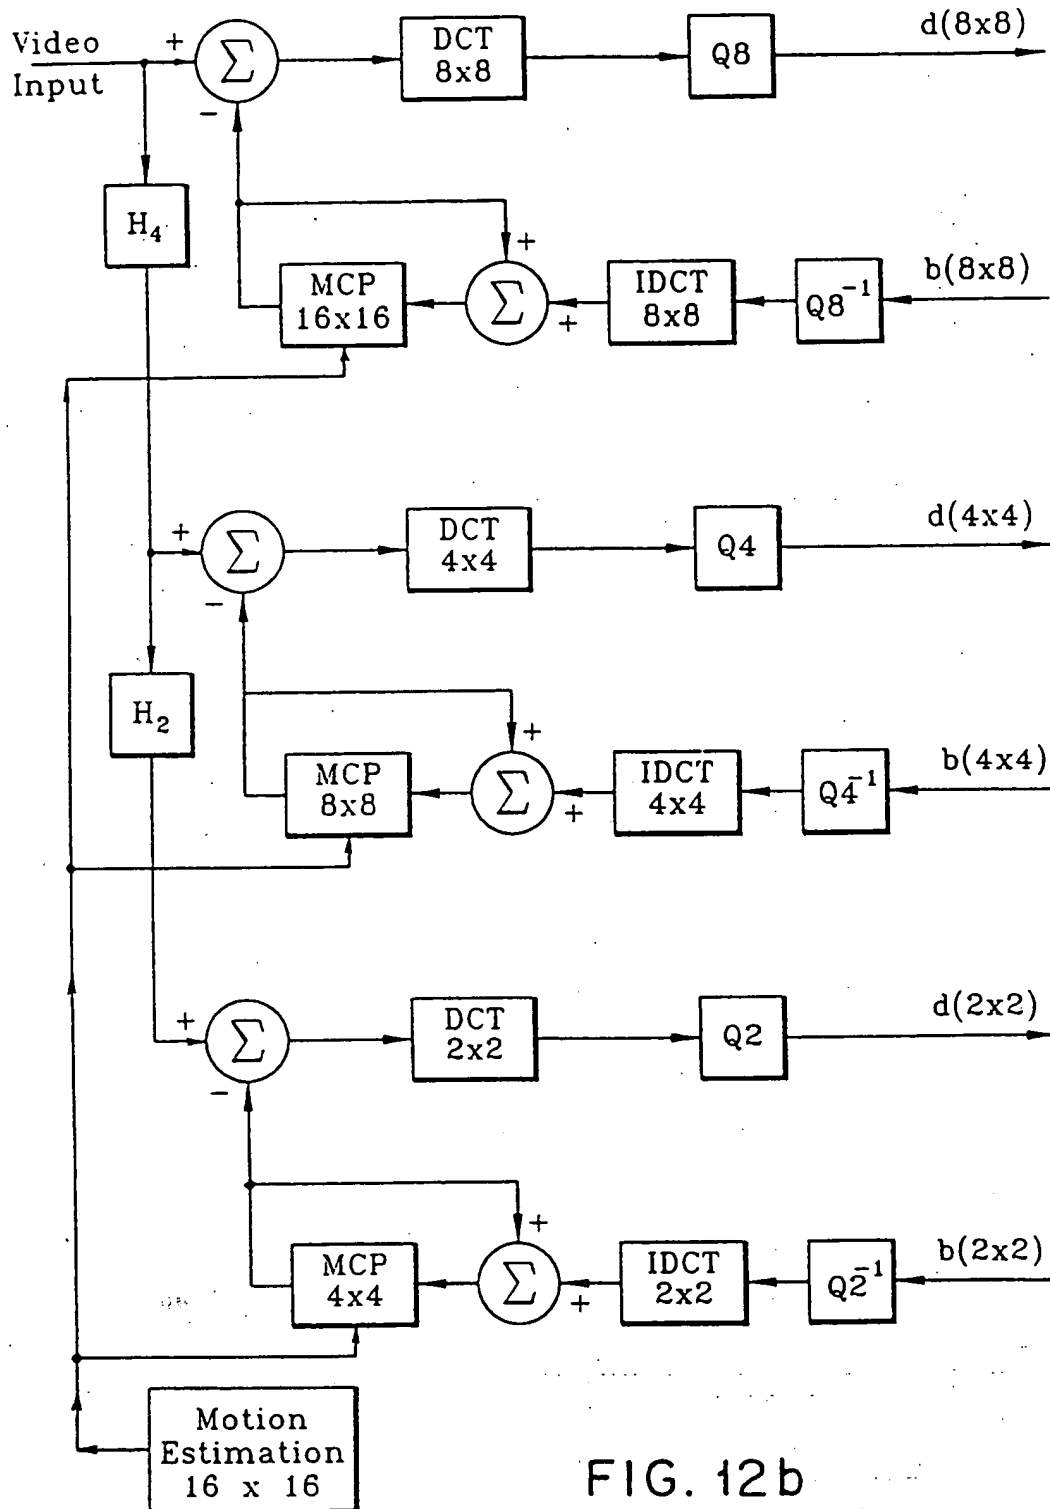 Video
Input
+
Σ
-
DCT
8x8
Q8
d(8x8)
H₄
MCP
16x16
+
Σ
+
IDCT
8x8
Q8⁻¹
b(8x8)
+
Σ
-
DCT
4x4
Q4
d(4x4)
H₂
MCP
8x8
+
Σ
+
IDCT
4x4
Q4⁻¹
b(4x4)
+
Σ
-
DCT
2x2
Q2
d(2x2)
MCP
4x4
+
Σ
+
IDCT
2x2
Q2⁻¹
b(2x2)
Motion
Estimation
16 x 16
FIG. 12b